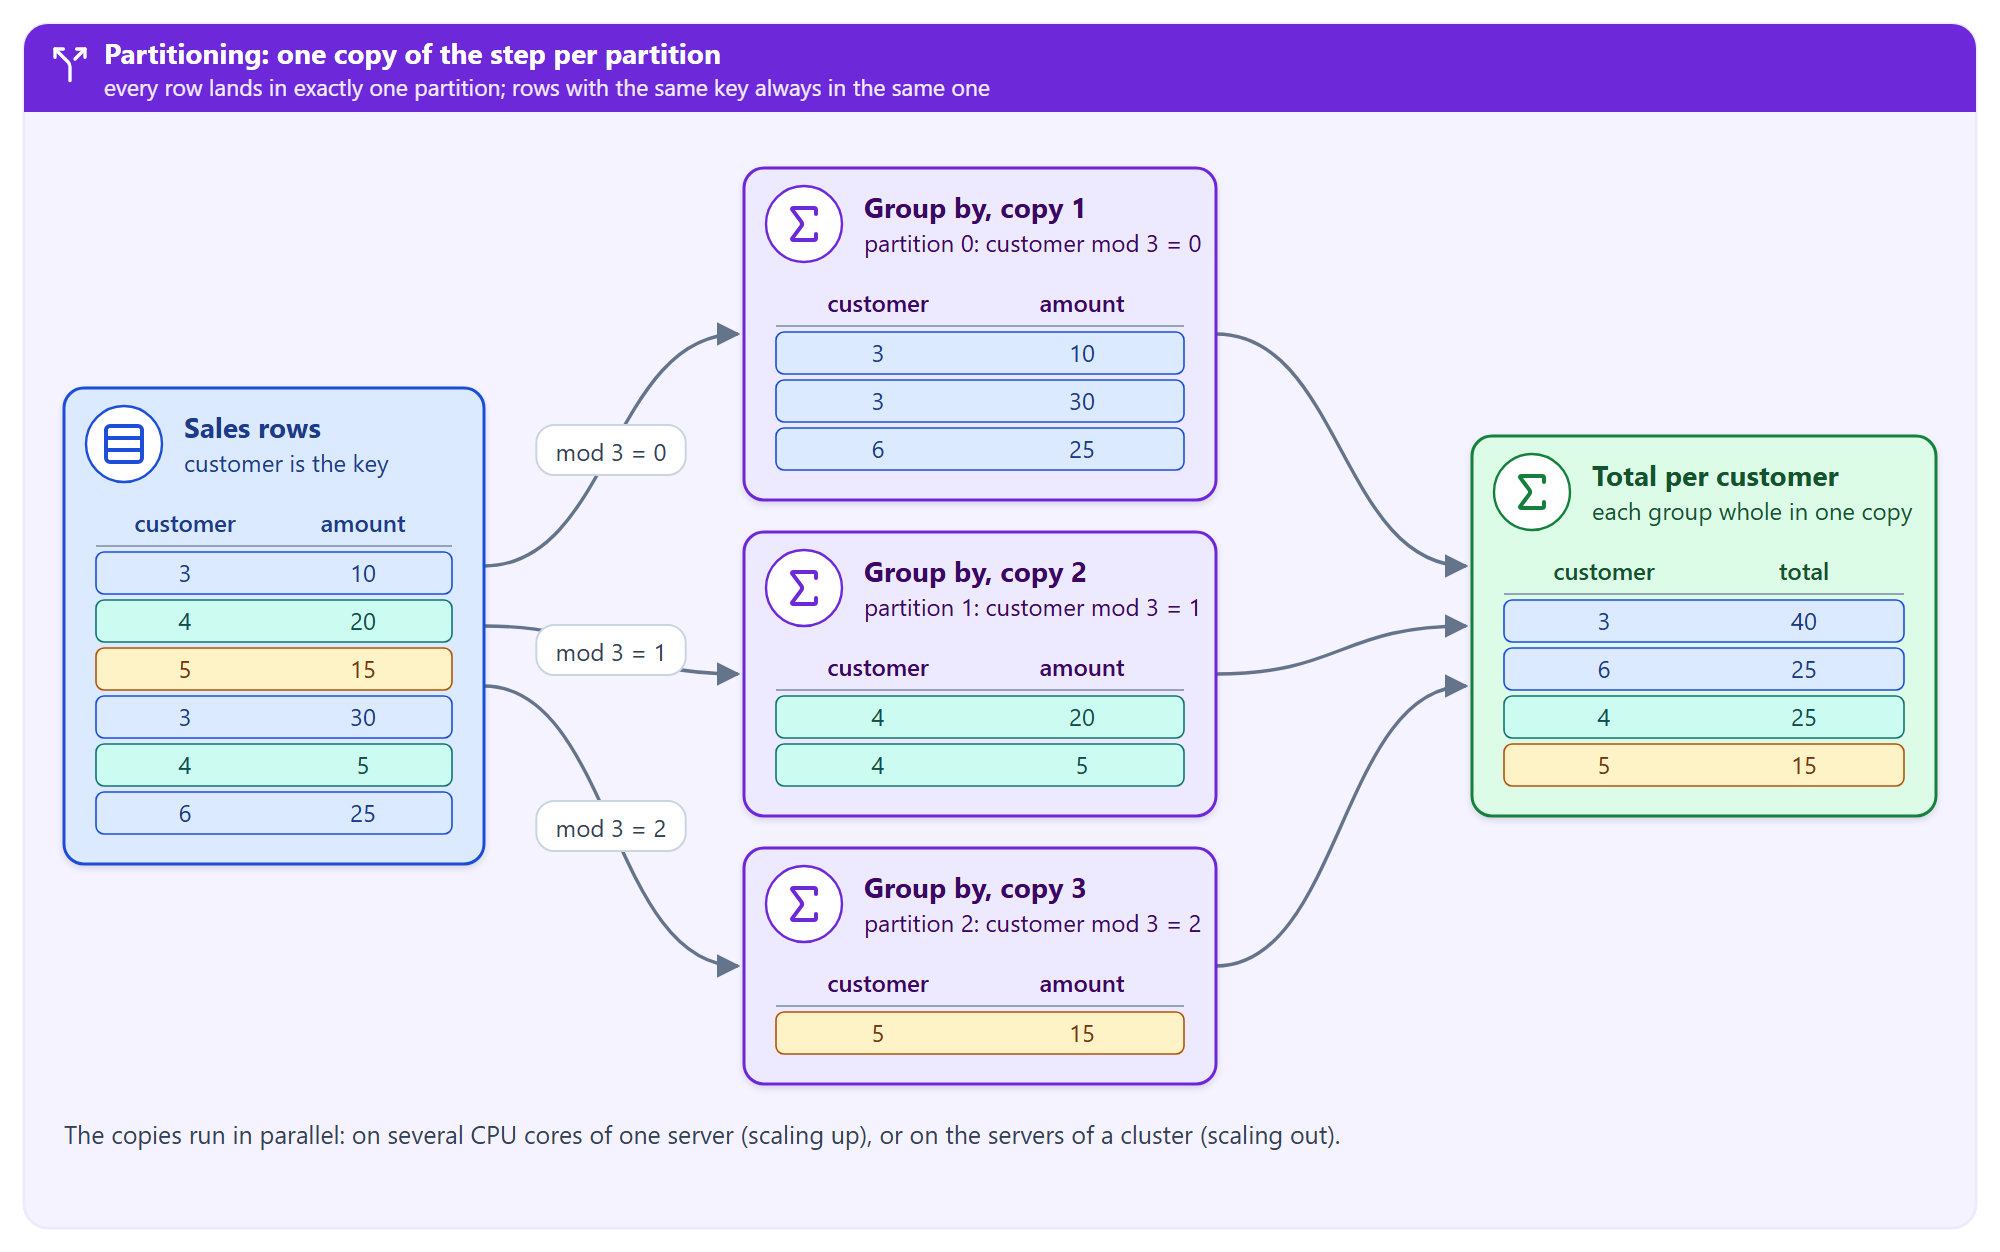 Partitioning: one copy of the step per partition
every row lands in exactly one partition; rows with the same key always in the same one
Sales rows
customer is the key
customer amount
3 10
4 20
5 15
3 30
4 5
6 25
mod 3 = 0
mod 3 = 1
mod 3 = 2
Group by, copy 1
partition 0: customer mod 3 = 0
customer amount
3 10
3 30
6 25
Group by, copy 2
partition 1: customer mod 3 = 1
customer amount
4 20
4 5
Group by, copy 3
partition 2: customer mod 3 = 2
customer amount
5 15
Total per customer
each group whole in one copy
customer total
3 40
6 25
4 25
5 15
The copies run in parallel: on several CPU cores of one server (scaling up), or on the servers of a cluster (scaling out).